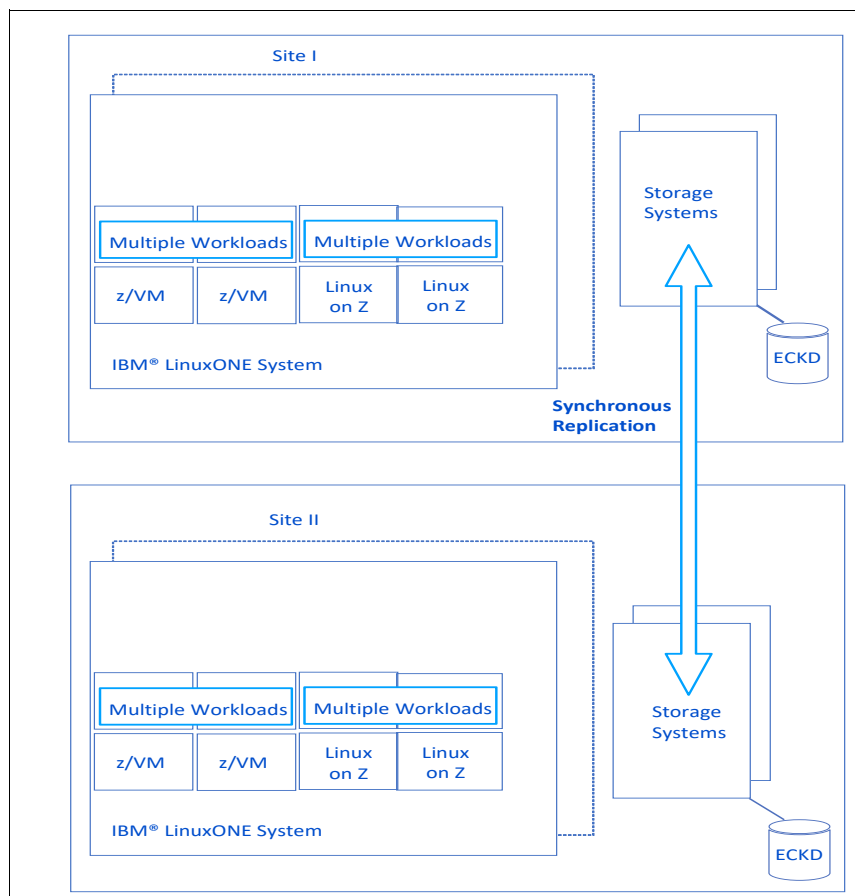 Site I
Storage
Systems
Multiple Workloads
Multiple Workloads
z/VM
z/VM
Linux
on Z
Linux
on Z
IBM® LinuxONE System
ECKD
Synchronous
Replication
Site II
Multiple Workloads
Multiple Workloads
Storage
Systems
z/VM
z/VM
Linux
on Z
Linux
on Z
IBM® LinuxONE System
ECKD